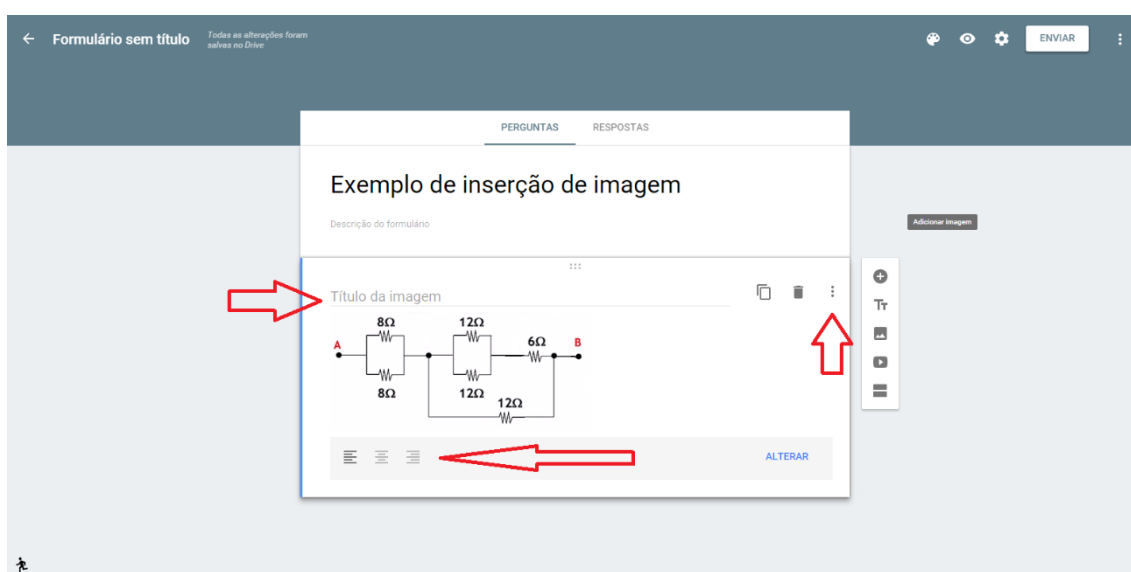 Formulário sem título
Todas as alterações foram
salvas no Drive
ENVIAR
PERGUNTAS RESPOSTAS
Exemplo de inserção de imagem
Descrição do formulário
Adicionar imagem
Título da imagem
Tт
8Ω 12Ω
A 6Ω B
8Ω 12Ω
12Ω
ALTERAR